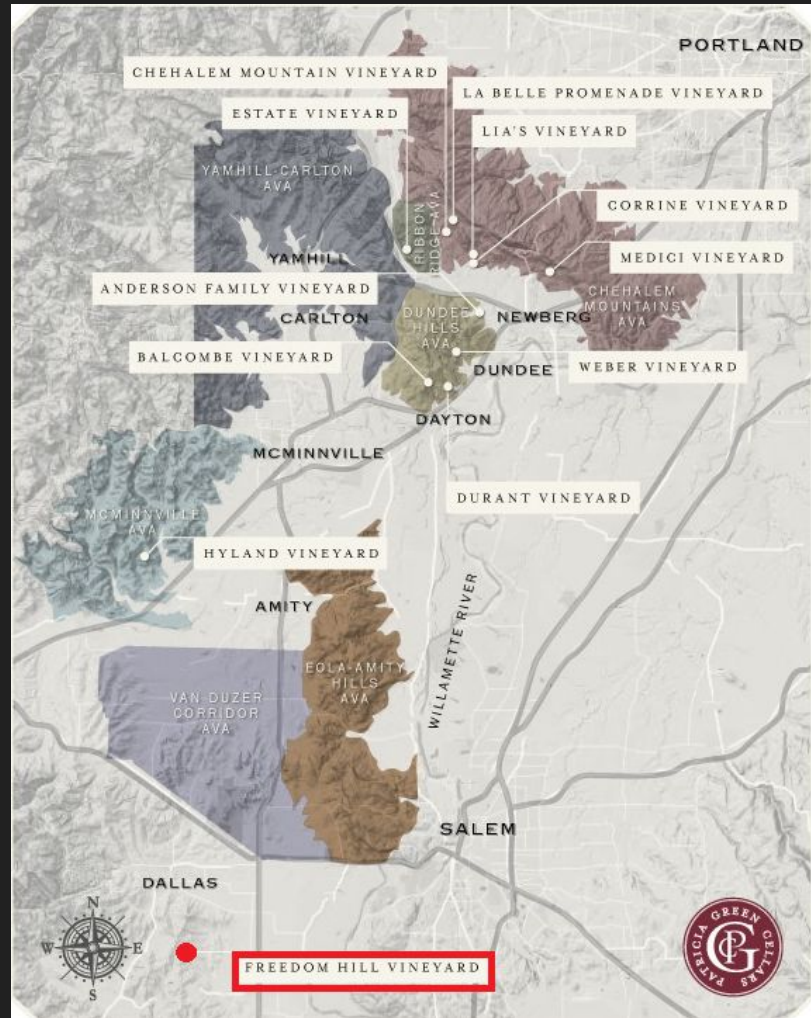 PORTLAND
CHEHALEM MOUNTAIN VINEYARD
LA BELLE PROMENADE VINEYARD
ESTATE VINEYARD
LIA'S VINEYARD
YAMHILL-CARLTON
AVA
RIBBON
RIDGE AVA
CORRINE VINEYARD
YAMHILL
MEDICI VINEYARD
ANDERSON FAMILY VINEYARD
CHEHALEM
MOUNTAINS
AVA
CARLTON
DUNDEE
HILLS
AVA
NEWBERG
BALCOMBE VINEYARD
DUNDEE
WEBER VINEYARD
DAYTON
MCMINNVILLE
DURANT VINEYARD
MCMINNVILLE
AVA
HYLAND VINEYARD
AMITY
WILLAMETTE RIVER
EOLA-AMITY
HILLS
AVA
VAN DUZER
CORRIDOR
AVA
SALEM
DALLAS
N
W
E
S
FREEDOM HILL VINEYARD
PATRICIA GREEN CELLARS
PGC